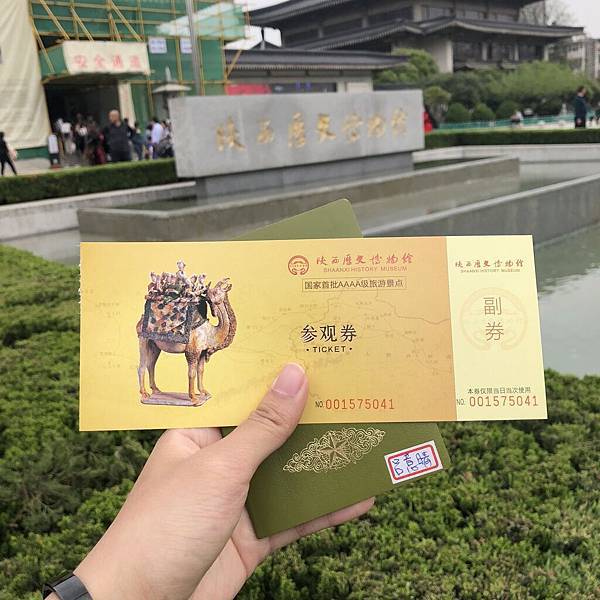 安全通道
陕西历史博物馆
陕西历史博物馆
SHAANXI HISTORY MUSEUM
国家首批AAAA级旅游景点
参观券
·TICKET·
NO:001575041
陕西历史博物馆
SHAANXI HISTORY MUSEUM
副
券
本券仅限当日当次使用
NO. 001575041